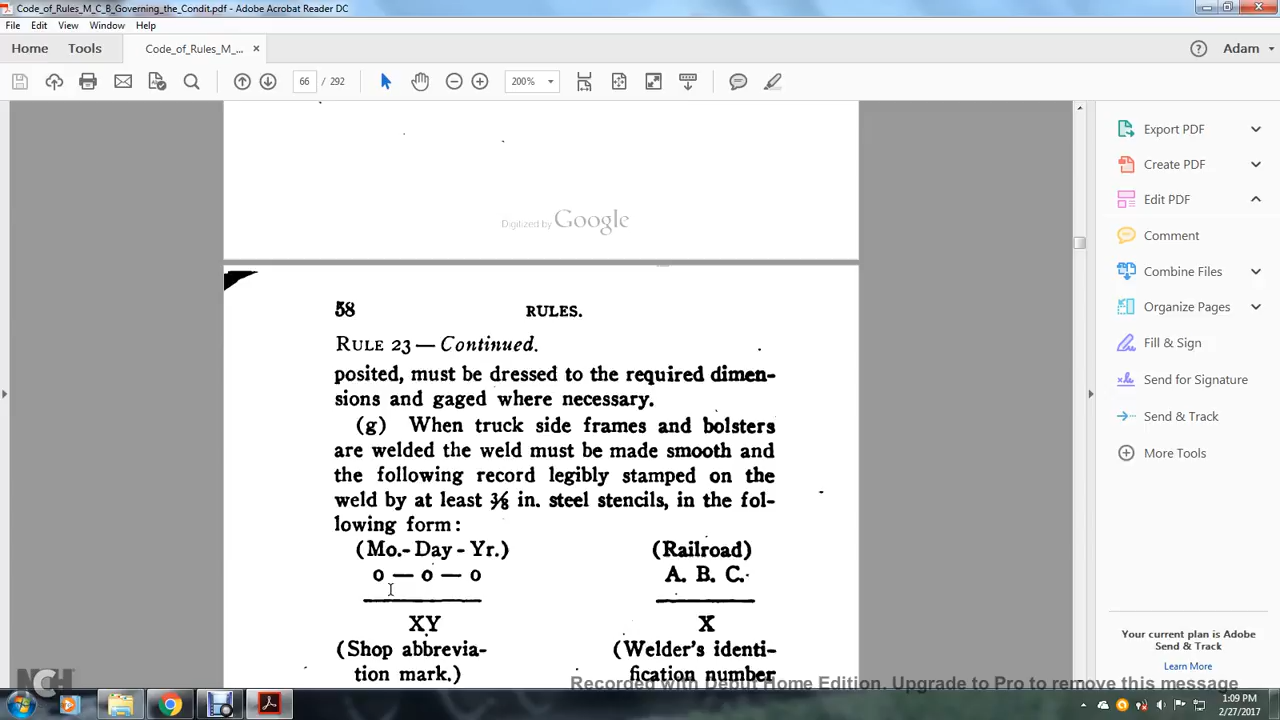 Code_of_Rules_M_C_B_Governing_the_Condit.pdf - Adobe Acrobat Reader DC
File Edit View Window Help
Home Tools Code_of_Rules_M_... × Adam
66 / 292 200%
Digitized by Google
58 RULES.
RULE 23 — Continued.
posited, must be dressed to the required dimen-
sions and gaged where necessary.
(g) When truck side frames and bolsters
are welded the weld must be made smooth and
the following record legibly stamped on the
weld by at least ⅜ in. steel stencils, in the fol-
lowing form:
(Mo.- Day - Yr.) (Railroad)
o — o — o A. B. C.
XY X
(Shop abbrevia- (Welder's identi-
tion mark.) fication number
Export PDF
Create PDF
Edit PDF
Comment
Combine Files
Organize Pages
Fill & Sign
Send for Signature
Send & Track
More Tools
Your current plan is Adobe
Send & Track
Learn More
NCH
Recorded with Debut Home Edition. Upgrade to Pro to remove this message
1:09 PM
2/27/2017